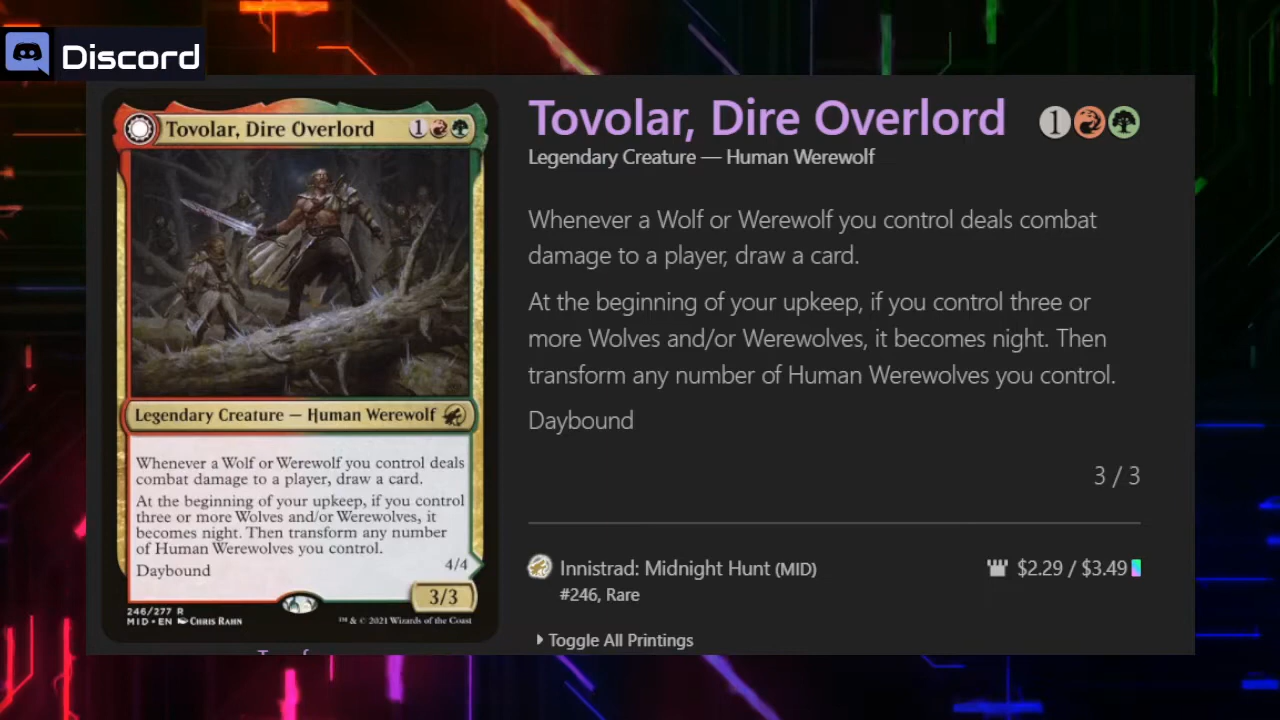 Discord
Tovolar, Dire Overlord 1
Legendary Creature — Human Werewolf
Whenever a Wolf or Werewolf you control deals
combat damage to a player, draw a card.
At the beginning of your upkeep, if you control
three or more Wolves and/or Werewolves, it
becomes night. Then transform any number
of Human Werewolves you control.
Daybound
4/4
3/3
246/277 R
MID • EN Chris Rahn
™ & © 2021 Wizards of the Coast
Tovolar, Dire Overlord 1
Legendary Creature — Human Werewolf
Whenever a Wolf or Werewolf you control deals combat
damage to a player, draw a card.
At the beginning of your upkeep, if you control three or
more Wolves and/or Werewolves, it becomes night. Then
transform any number of Human Werewolves you control.
Daybound
3 / 3
Innistrad: Midnight Hunt (MID)
#246, Rare
$2.29 / $3.49
Toggle All Printings